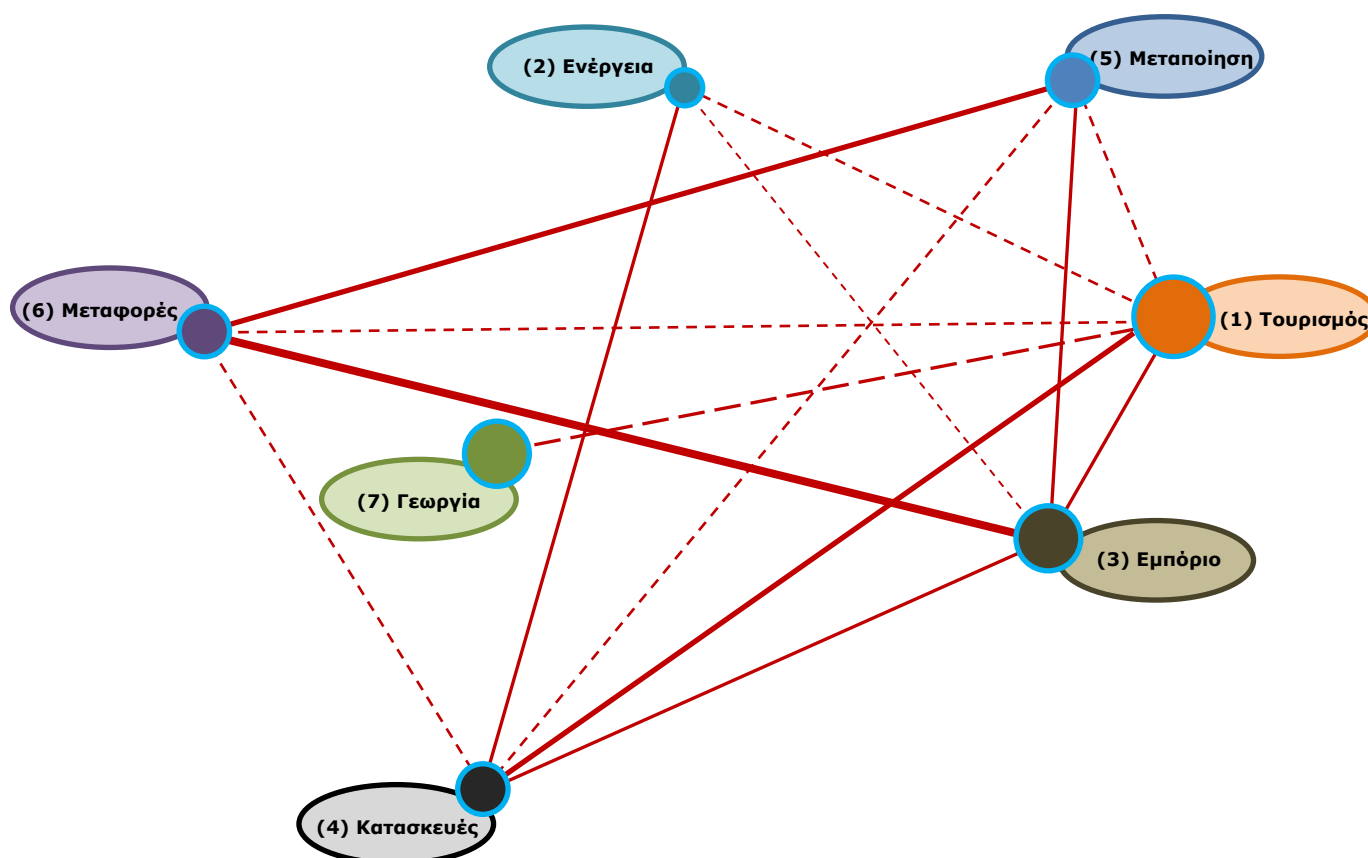 (2) Ενέργεια
(5) Μεταποίηση
(6) Μεταφορές
(1) Τουρισμός
(7) Γεωργία
(3) Εμπόριο
(4) Κατασκευές